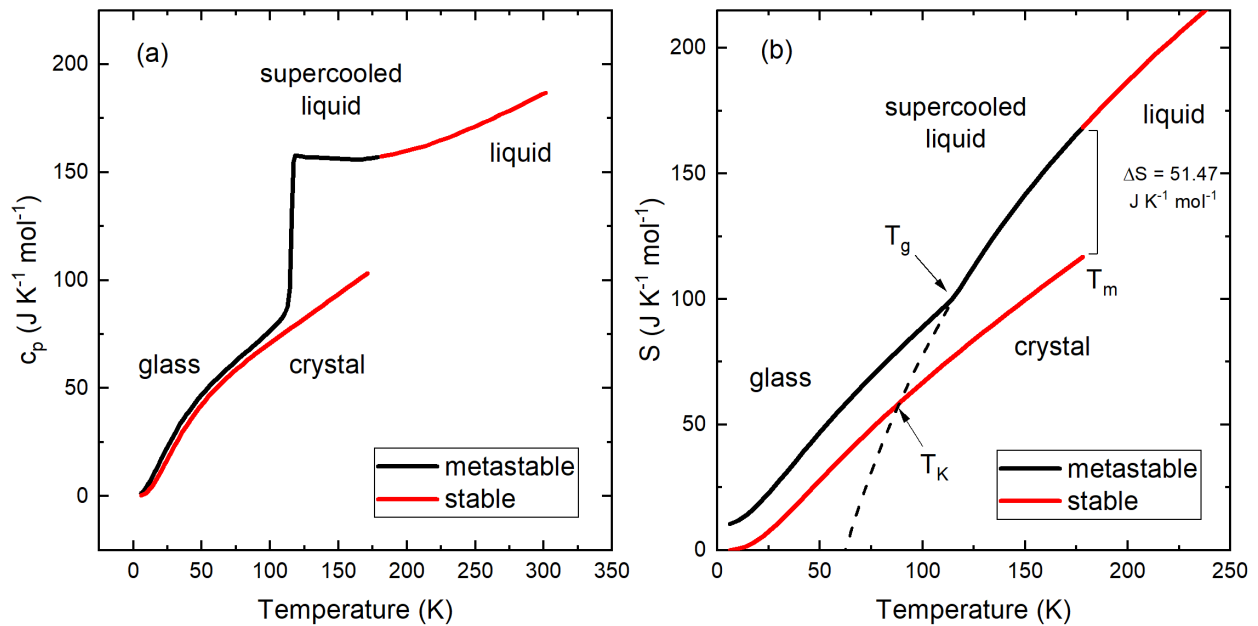 (a)
supercooled
liquid
liquid
glass
crystal
metastable
stable
c_p (J K⁻¹ mol⁻¹)
200
150
100
50
0
0 50 100 150 200 250 300 350
Temperature (K)
(b)
supercooled
liquid
liquid
ΔS = 51.47
J K⁻¹ mol⁻¹
T_g
T_m
crystal
glass
T_K
metastable
stable
S (J K⁻¹ mol⁻¹)
200
150
100
50
0
0 50 100 150 200 250
Temperature (K)